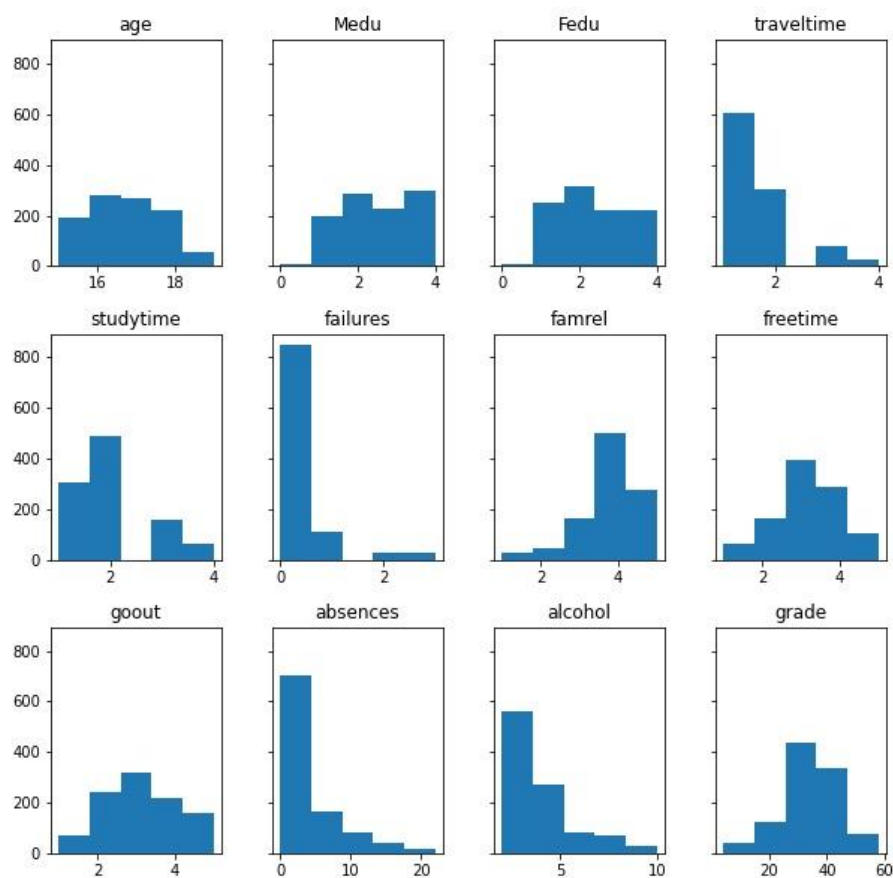 age Medu Fedu traveltime
800
600
400
200
0
16 18 0 2 4 0 2 4 2 4
studytime failures famrel freetime
800
600
400
200
0
2 4 0 2 2 4 2 4
goout absences alcohol grade
800
600
400
200
0
2 4 0 10 20 5 10 20 40 60